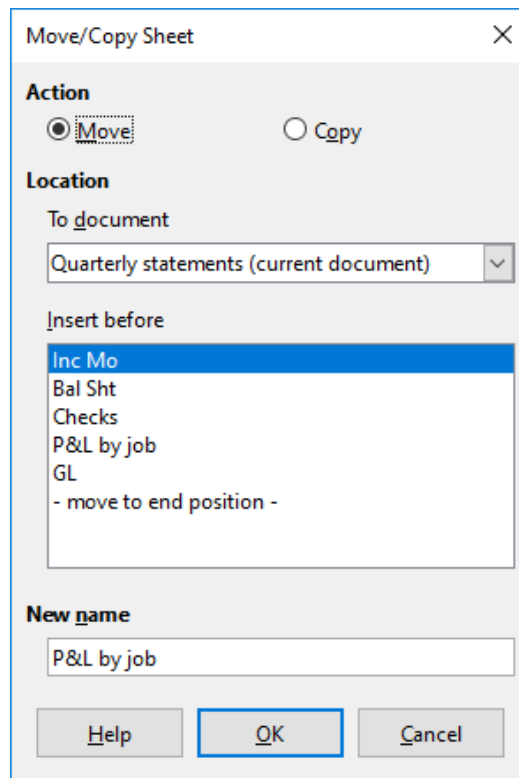 Move/Copy Sheet
Action
Move Copy
Location
To document
Quarterly statements (current document)
Insert before
Inc Mo
Bal Sht
Checks
P&L by job
GL
- move to end position -
New name
P&L by job
Help OK Cancel